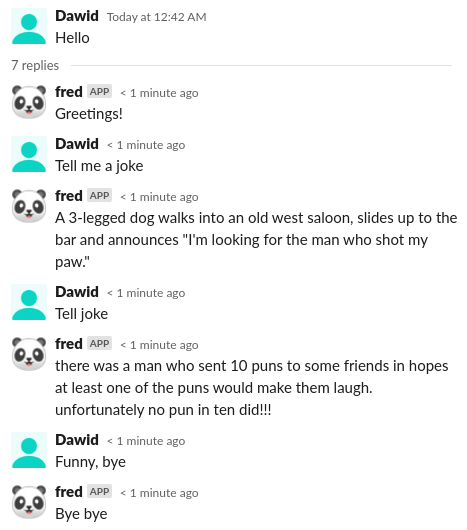 Dawid Today at 12:42 AM
Hello
7 replies
fred APP < 1 minute ago
Greetings!
Dawid < 1 minute ago
Tell me a joke
fred APP < 1 minute ago
A 3-legged dog walks into an old west saloon, slides up to the
bar and announces "I'm looking for the man who shot my
paw."
Dawid < 1 minute ago
Tell joke
fred APP < 1 minute ago
there was a man who sent 10 puns to some friends in hopes
at least one of the puns would make them laugh.
unfortunately no pun in ten did!!!
Dawid < 1 minute ago
Funny, bye
fred APP < 1 minute ago
Bye bye